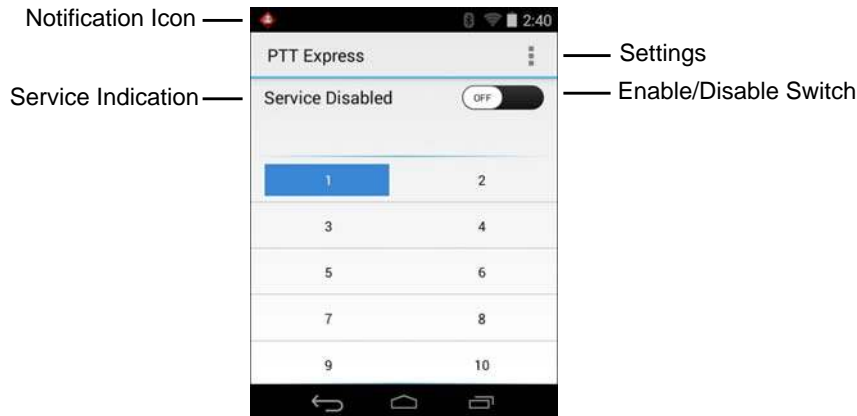 Notification Icon
2:40
PTT Express
Settings
Service Indication
Service Disabled
OFF
Enable/Disable Switch
1
2
3
4
5
6
7
8
9
10